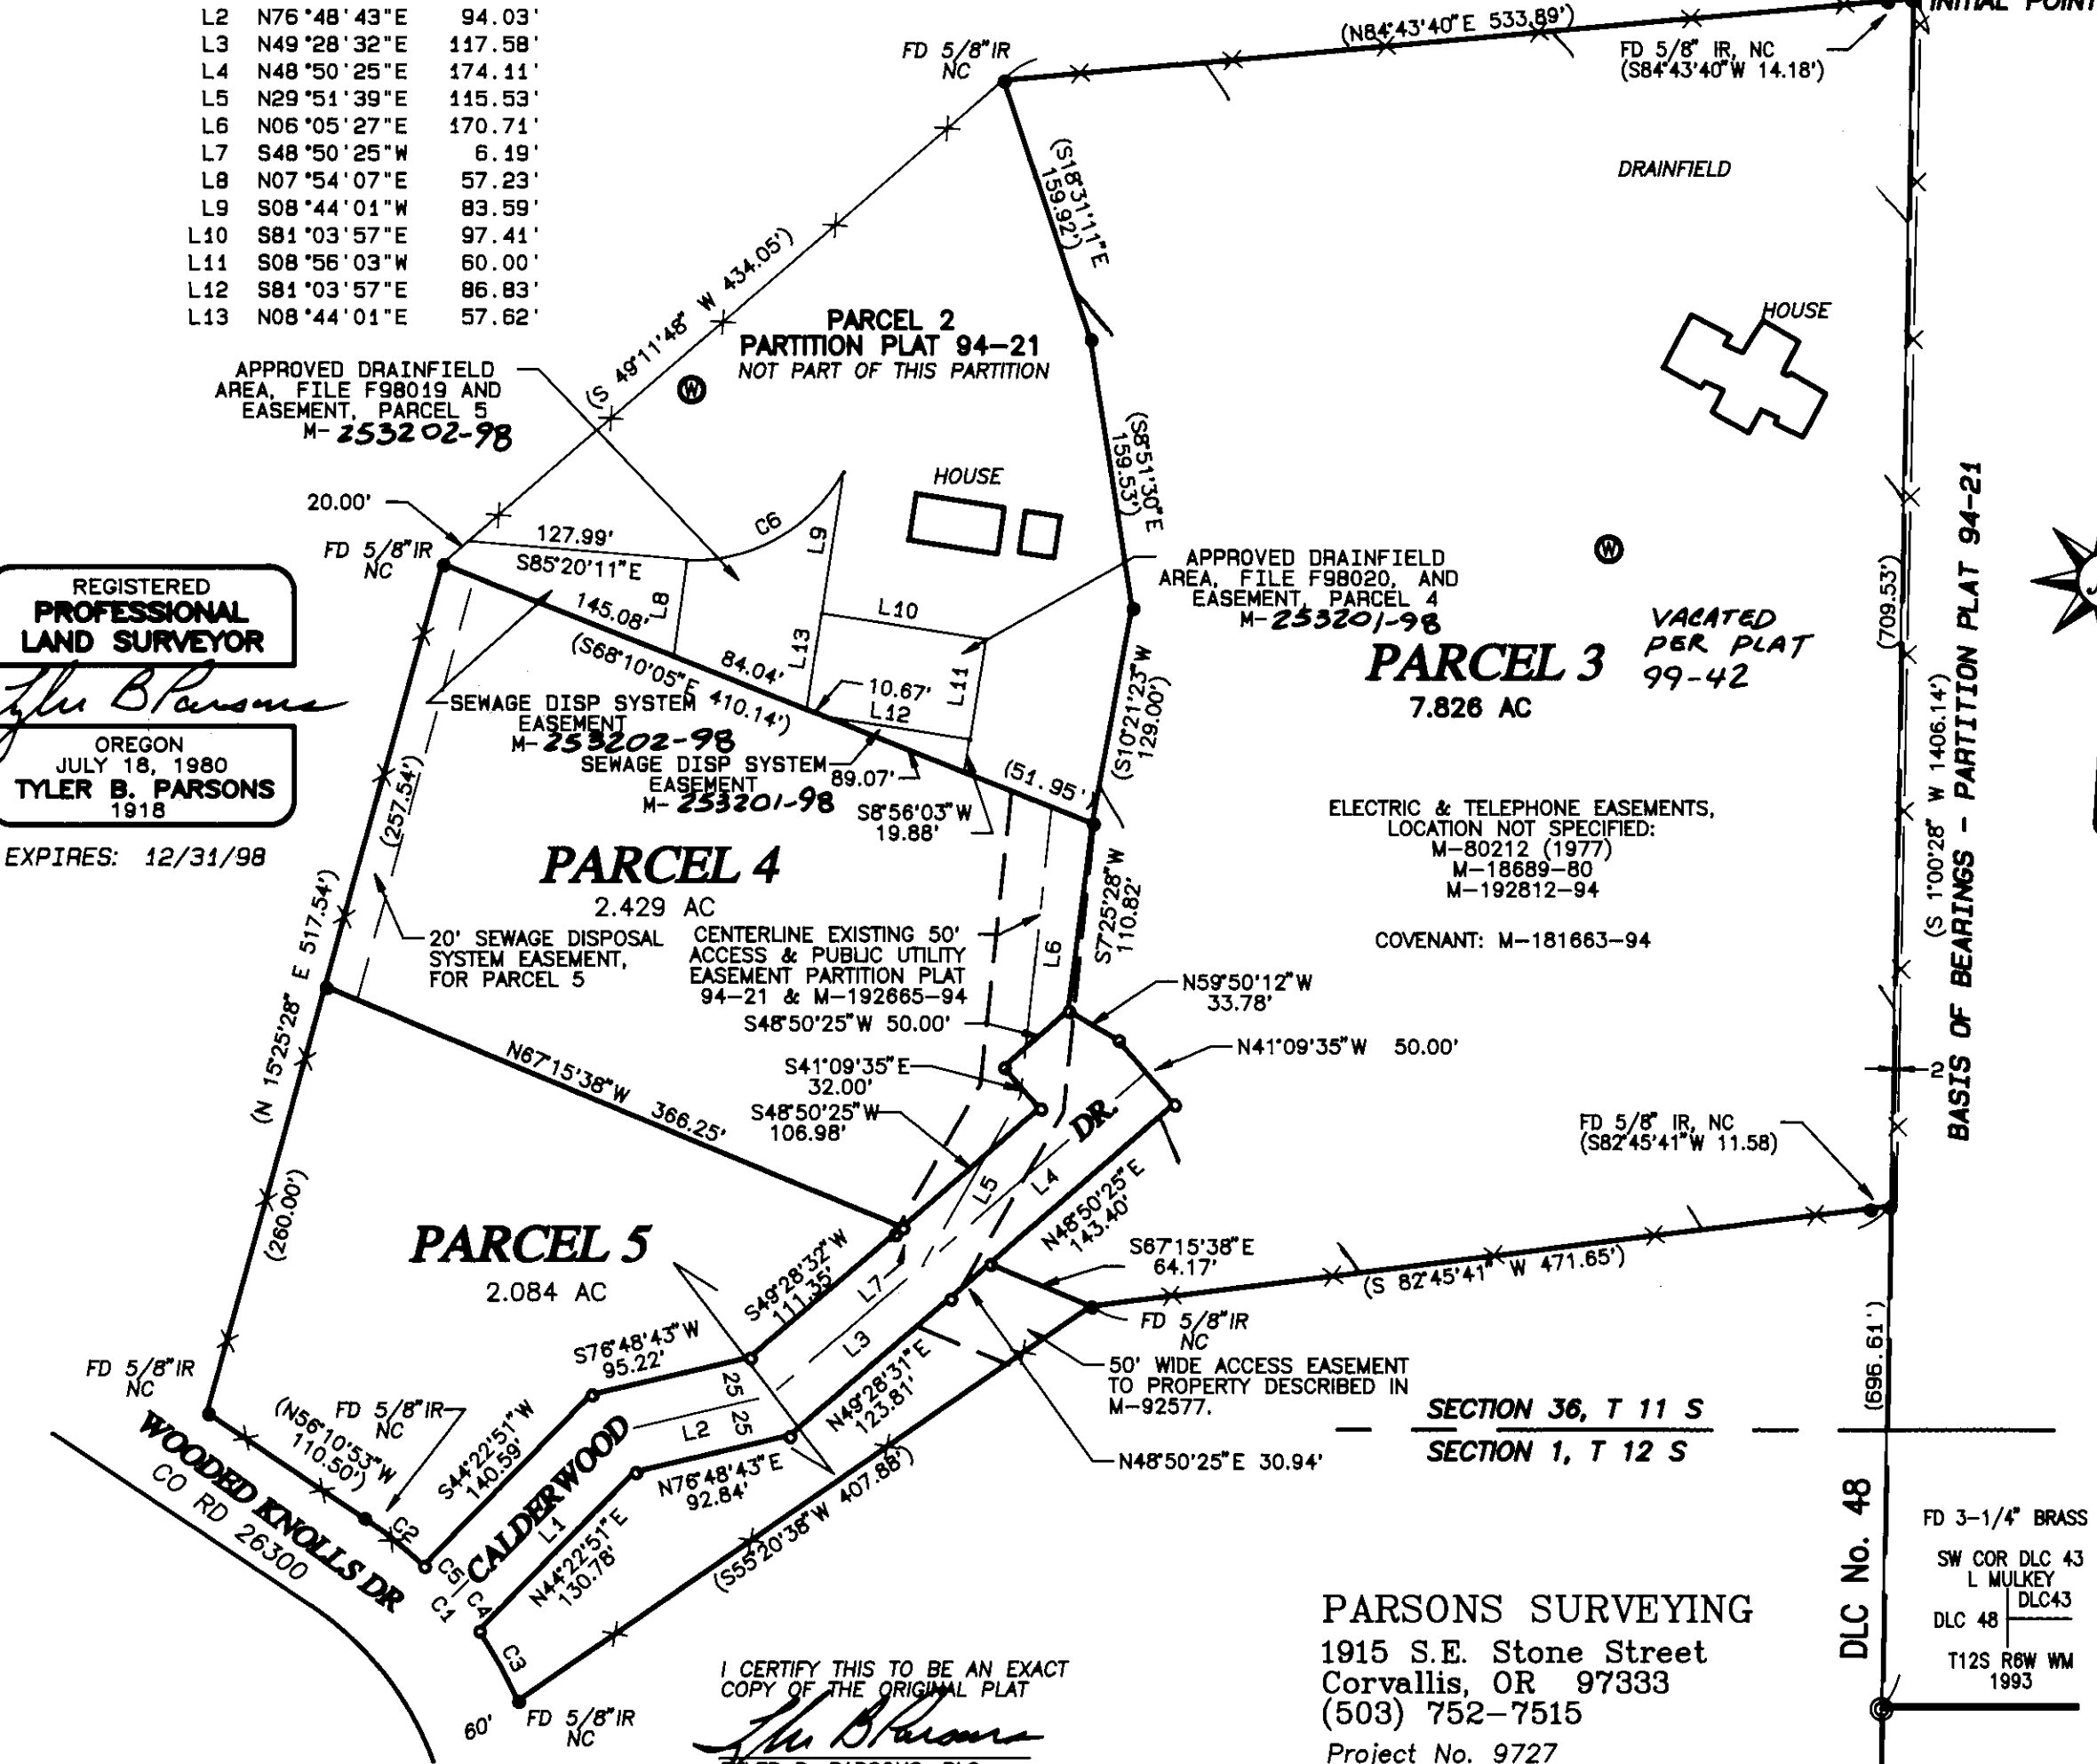 L2 N76°48'43"E 94.03'
L3 N49°28'32"E 117.58'
L4 N48°50'25"E 174.11'
L5 N29°51'39"E 115.53'
L6 N06°05'27"E 170.71'
L7 S48°50'25"W 6.19'
L8 N07°54'07"E 57.23'
L9 S08°44'01"W 83.59'
L10 S81°03'57"E 97.41'
L11 S08°56'03"W 60.00'
L12 S81°03'57"E 86.83'
L13 N08°44'01"E 57.62'
INITIAL POINT
(N84°43'40"E 533.89')
FD 5/8" IR, NC
(S84°43'40"W 14.18')
FD 5/8"IR
NC
DRAINFIELD
(S18°31'11"E
159.92')
(S 49°11'48" W 434.05')
PARCEL 2
PARTITION PLAT 94-21
NOT PART OF THIS PARTITION
W
HOUSE
APPROVED DRAINFIELD
AREA, FILE F98019 AND
EASEMENT, PARCEL 5
M-253202-98
(S8°51'30"E
159.53')
HOUSE
20.00'
127.99'
S85°20'11"E
C6
L9
FD 5/8"IR
NC
145.08'
L8
L10
L13
L11
84.04'
(S68°10'05"E 410.14')
10.67'
L12
APPROVED DRAINFIELD
AREA, FILE F98020, AND
EASEMENT, PARCEL 4
M-253201-98
W
REGISTERED
PROFESSIONAL
LAND SURVEYOR
Tyler B Parsons
OREGON
JULY 18, 1980
TYLER B. PARSONS
1918
EXPIRES: 12/31/98
SEWAGE DISP SYSTEM
EASEMENT
M-253202-98
SEWAGE DISP SYSTEM
EASEMENT
M-253201-98
89.07'
S8°56'03"W
19.88'
(51.95')
(S10°21'23"W
129.00')
PARCEL 3
7.826 AC
VACATED
PER PLAT
99-42
(709.53')
(S 1°00'28" W 1406.14')
BASIS OF BEARINGS - PARTITION PLAT 94-21
ELECTRIC & TELEPHONE EASEMENTS,
LOCATION NOT SPECIFIED:
M-80212 (1977)
M-18689-80
M-192812-94
COVENANT: M-181663-94
(257.54')
PARCEL 4
2.429 AC
20' SEWAGE DISPOSAL
SYSTEM EASEMENT,
FOR PARCEL 5
CENTERLINE EXISTING 50'
ACCESS & PUBLIC UTILITY
EASEMENT PARTITION PLAT
94-21 & M-192665-94
L6
S7°25'28"W
110.82'
(N 15°25'28" E 517.54')
N59°50'12"W
33.78'
S48°50'25"W 50.00'
N41°09'35"W 50.00'
S41°09'35"E
32.00'
S48°50'25"W
106.98'
N67°15'38"W 366.25'
DR.
2
FD 5/8" IR, NC
(S82°45'41"W 11.58)
L5
L4
N48°50'25"E
143.40'
(260.00')
PARCEL 5
2.084 AC
S49°28'32"W
111.35'
L7
S67°15'38"E
64.17'
(S 82°45'41" W 471.65')
FD 5/8"IR
NC
S76°48'43"W
95.22'
L3
25
25
L2
N49°28'31"E
123.81'
50' WIDE ACCESS EASEMENT
TO PROPERTY DESCRIBED IN
M-92577.
(696.61')
SECTION 36, T 11 S
SECTION 1, T 12 S
FD 5/8"IR
NC
(N56°10'53"W
110.50')
FD 5/8"IR
NC
S44°22'51"W
140.59'
N76°48'43"E
92.84'
N48°50'25"E 30.94'
WOODED KNOLLS DR
CO RD 26300
C2
C5
C1
C4
L1
CALDERWOOD
N44°22'51"E
130.78'
(S55°20'38"W 407.88')
C3
60'
FD 5/8"IR
NC
I CERTIFY THIS TO BE AN EXACT
COPY OF THE ORIGINAL PLAT
Tyler B Parsons
PARSONS SURVEYING
1915 S.E. Stone Street
Corvallis, OR 97333
(503) 752-7515
Project No. 9727
DLC No. 48
FD 3-1/4" BRASS
SW COR DLC 43
L MULKEY
DLC43
DLC 48
T12S R6W WM
1993